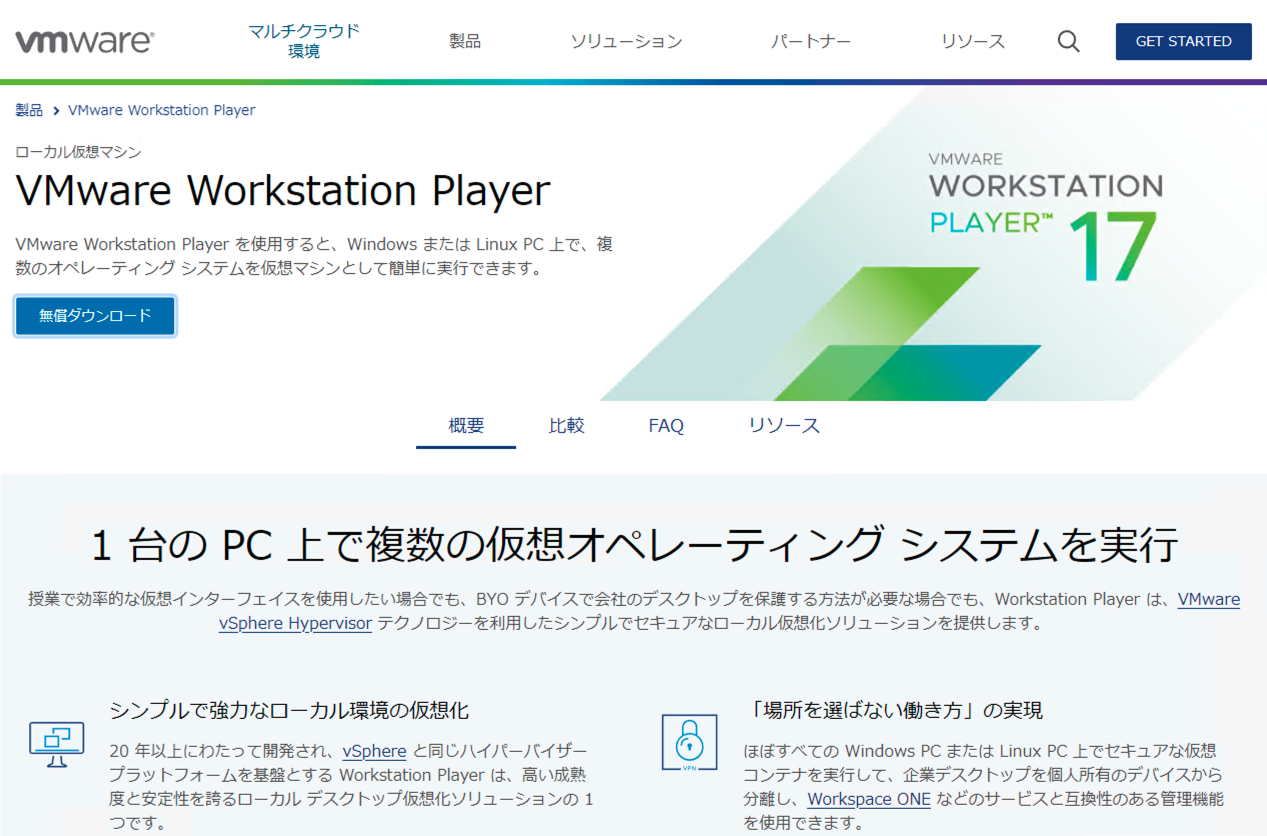 vmware®
マルチクラウド
環境
製品
ソリューション
パートナー
リソース
GET STARTED
製品 > VMware Workstation Player
ローカル仮想マシン
VMware Workstation Player
VMware Workstation Player を使用すると、Windows または Linux PC 上で、複
数のオペレーティング システムを仮想マシンとして簡単に実行できます。
無償ダウンロード
VMWARE
WORKSTATION
PLAYER™ 17
概要
比較
FAQ
リソース
1 台の PC 上で複数の仮想オペレーティング システムを実行
授業で効率的な仮想インターフェイスを使用したい場合でも、BYO デバイスで会社のデスクトップを保護する方法が必要な場合でも、Workstation Player は、VMware
vSphere Hypervisor テクノロジーを利用したシンプルでセキュアなローカル仮想化ソリューションを提供します。
シンプルで強力なローカル環境の仮想化
20 年以上にわたって開発され、vSphere と同じハイパーバイザー
プラットフォームを基盤とする Workstation Player は、高い成熟
度と安定性を誇るローカル デスクトップ仮想化ソリューションの 1
つです。
VPN
「場所を選ばない働き方」の実現
ほぼすべての Windows PC または Linux PC 上でセキュアな仮想
コンテナを実行して、企業デスクトップを個人所有のデバイスから
分離し、Workspace ONE などのサービスと互換性のある管理機能
を使用できます。